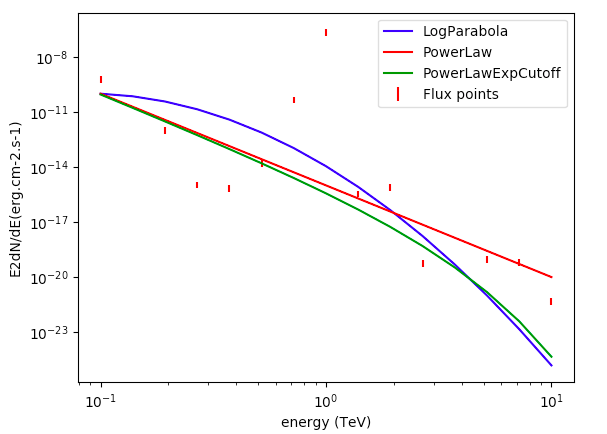 LogParabola
PowerLaw
PowerLawExpCutoff
Flux points
E2dN/dE(erg.cm-2.s-1)
10⁻⁸
10⁻¹¹
10⁻¹⁴
10⁻¹⁷
10⁻²⁰
10⁻²³
10⁻¹ 10⁰ 10¹
energy (TeV)